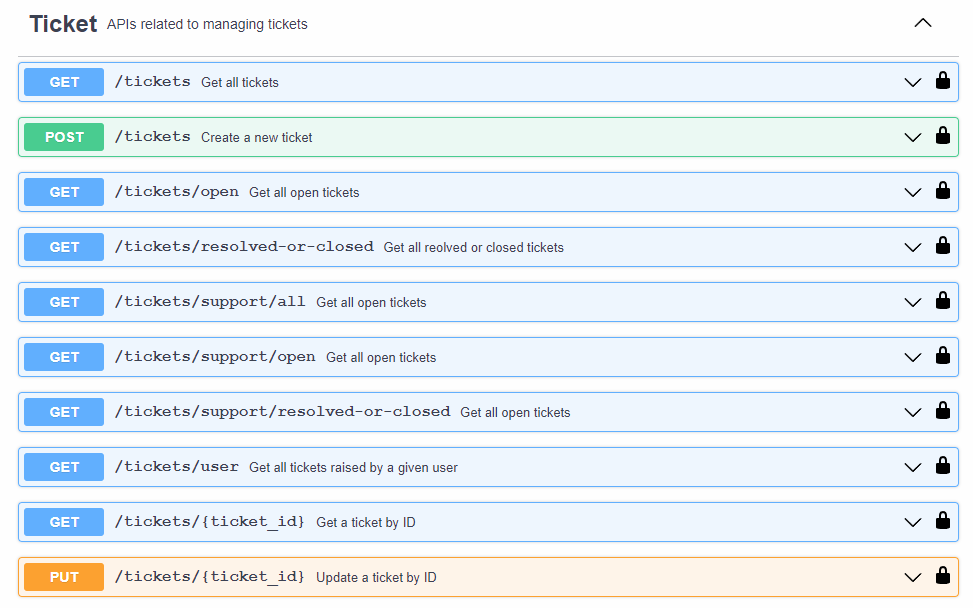 Ticket APIs related to managing tickets
GET /tickets Get all tickets
POST /tickets Create a new ticket
GET /tickets/open Get all open tickets
GET /tickets/resolved-or-closed Get all reolved or closed tickets
GET /tickets/support/all Get all open tickets
GET /tickets/support/open Get all open tickets
GET /tickets/support/resolved-or-closed Get all open tickets
GET /tickets/user Get all tickets raised by a given user
GET /tickets/{ticket_id} Get a ticket by ID
PUT /tickets/{ticket_id} Update a ticket by ID